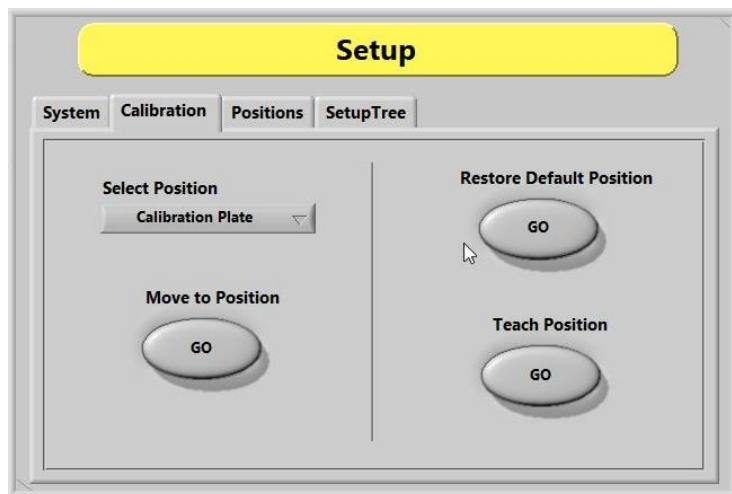 Setup
System Calibration Positions SetupTree
Select Position
Calibration Plate
Move to Position
GO
Restore Default Position
GO
Teach Position
GO